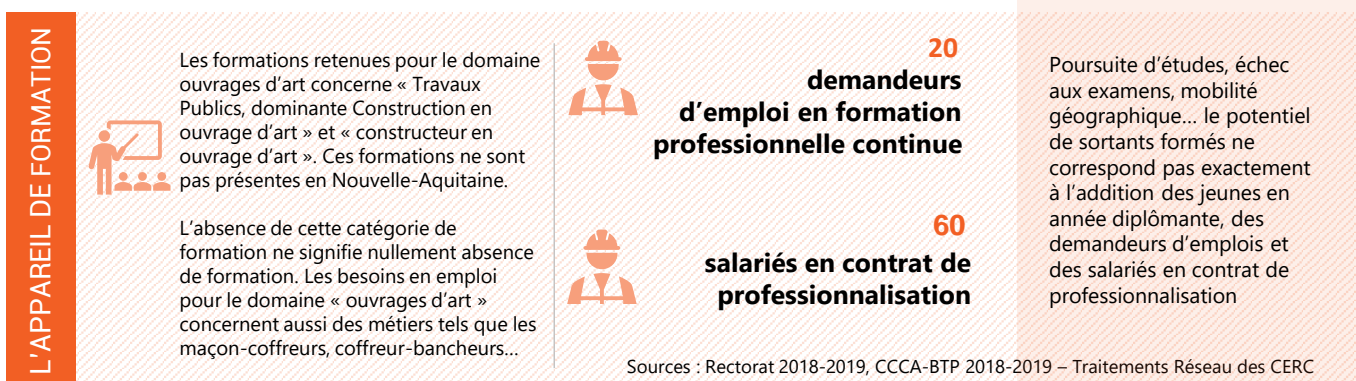 L'APPAREIL DE FORMATION
Les formations retenues pour le domaine
ouvrages d'art concerne « Travaux
Publics, dominante Construction en
ouvrage d'art » et « constructeur en
ouvrage d'art ». Ces formations ne sont
pas présentes en Nouvelle-Aquitaine.
L'absence de cette catégorie de
formation ne signifie nullement absence
de formation. Les besoins en emploi
pour le domaine « ouvrages d'art »
concernent aussi des métiers tels que les
maçon-coffreurs, coffreur-bancheurs...
20
demandeurs
d'emploi en formation
professionnelle continue
60
salariés en contrat de
professionnalisation
Poursuite d'études, échec
aux examens, mobilité
géographique... le potentiel
de sortants formés ne
correspond pas exactement
à l'addition des jeunes en
année diplômante, des
demandeurs d'emplois et
des salariés en contrat de
professionnalisation
Sources : Rectorat 2018-2019, CCCA-BTP 2018-2019 – Traitements Réseau des CERC